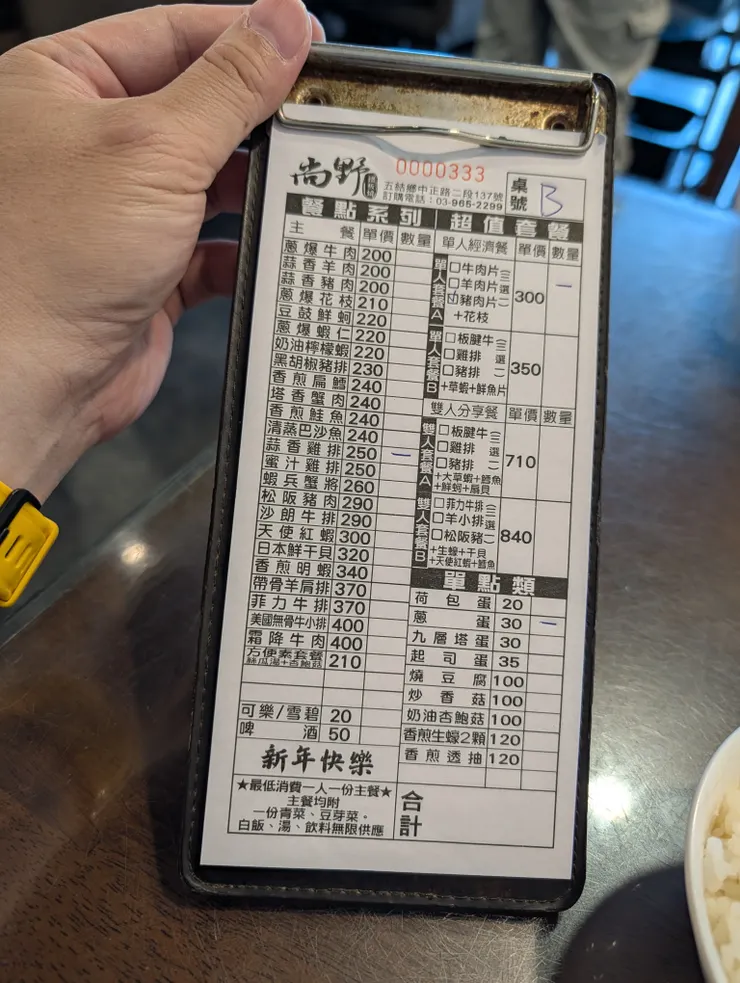 尚野 鐵板燒
0000333
五結鄉中正路二段137號
訂購電話：03-965-2299
桌號 B
餐點系列
主餐 單價 數量
蔥爆牛肉 200
蒜香羊肉 200
蒜香豬肉 200
蔥爆花枝 210
豆鼓鮮蚵 220
蔥爆蝦仁 220
奶油檸檬蝦 220
黑胡椒豬排 230
香煎扁鱈 240
塔香蟹肉 240
香煎鮭魚 240
清蒸巴沙魚 240
蒜香雞排 250 一
蜜汁雞排 250
蝦兵蟹將 260
松阪豬肉 290
沙朗牛排 290
天使紅蝦 300
日本鮮干貝 320
香煎明蝦 340
帶骨羊肩排 370
菲力牛排 370
美國無骨牛小排 400
霜降牛肉 400
方便素套餐 210
絲瓜湯+杏鮑菇
可樂/雪碧 20
啤酒 50
新年快樂
★最低消費一人一份主餐★
主餐均附
一份青菜、豆芽菜。
白飯、湯、飲料無限供應
超值套餐
單人經濟餐 單價 數量
單人套餐A 300 一
□牛肉片
□羊肉片
☑豬肉片
(三選一)
+花枝
單人套餐B 350
□板腱牛
□雞排
□豬排
(三選一)
+草蝦+鮮魚片
雙人分享餐 單價 數量
雙人套餐A 710
□板腱牛
□雞排
□豬排
(三選二)
+大草蝦+鱈魚
+鮮蚵+扇貝
雙人套餐B 840
□菲力牛排
□羊小排
□松阪豬
(三選二)
+生蠔+干貝
+天使紅蝦+鱈魚
單點類
荷包蛋 20
蔥蛋 30 一
九層塔蛋 30
起司蛋 35
燒豆腐 100
炒香菇 100
奶油杏鮑菇 100
香煎生蠔2顆 120
香煎透抽 120
合計